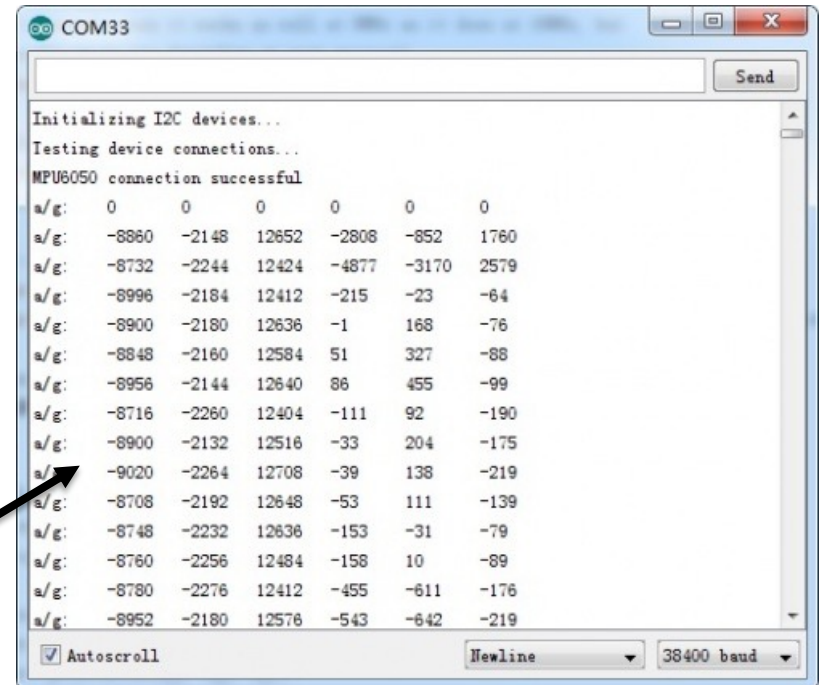 COM33
Send
Initializing I2C devices...
Testing device connections...
MPU6050 connection successful
a/g: 0 0 0 0 0 0
a/g: -8860 -2148 12652 -2808 -852 1760
a/g: -8732 -2244 12424 -4877 -3170 2579
a/g: -8996 -2184 12412 -215 -23 -64
a/g: -8900 -2180 12636 -1 168 -76
a/g: -8848 -2160 12584 51 327 -88
a/g: -8956 -2144 12640 86 455 -99
a/g: -8716 -2260 12404 -111 92 -190
a/g: -8900 -2132 12516 -33 204 -175
a/g: -9020 -2264 12708 -39 138 -219
a/g: -8708 -2192 12648 -53 111 -139
a/g: -8748 -2232 12636 -153 -31 -79
a/g: -8760 -2256 12484 -158 10 -89
a/g: -8780 -2276 12412 -455 -611 -176
a/g: -8952 -2180 12576 -543 -642 -219
Autoscroll Newline 38400 baud